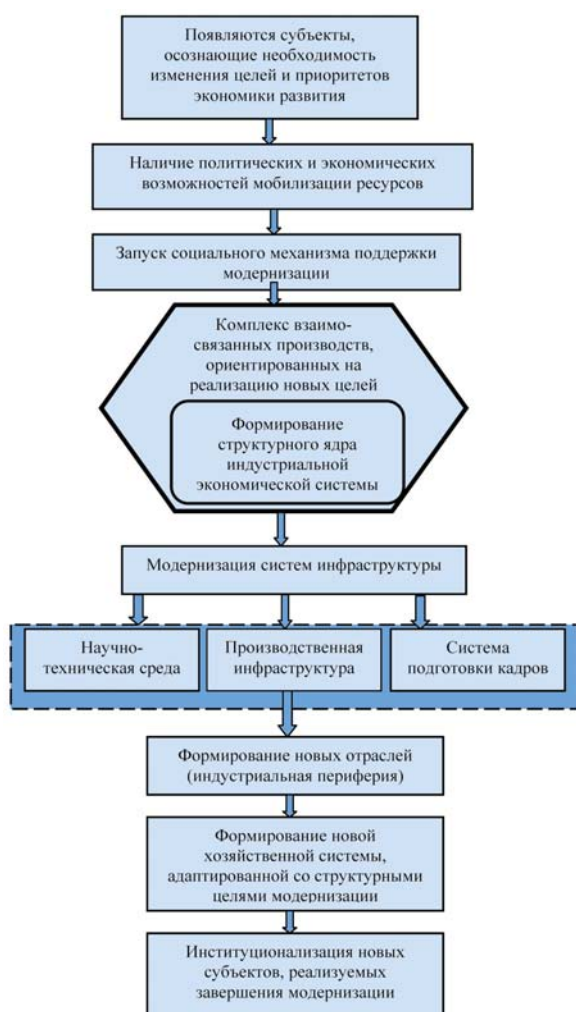 Появляются субъекты,
осознающие необходимость
изменения целей и приоритетов
экономики развития
Наличие политических и экономических
возможностей мобилизации ресурсов
Запуск социального механизма поддержки
модернизации
Комплекс взаимо-
связанных производств,
ориентированных на
реализацию новых целей
Формирование
структурного ядра
индустриальной
экономической системы
Модернизация систем инфраструктуры
Научно-
техническая среда
Производственная
инфраструктура
Система
подготовки кадров
Формирование новых отраслей
(индустриальная периферия)
Формирование новой
хозяйственной системы,
адаптированной со структурными
целями модернизации
Институционализация новых
субъектов, реализуемых
завершения модернизации